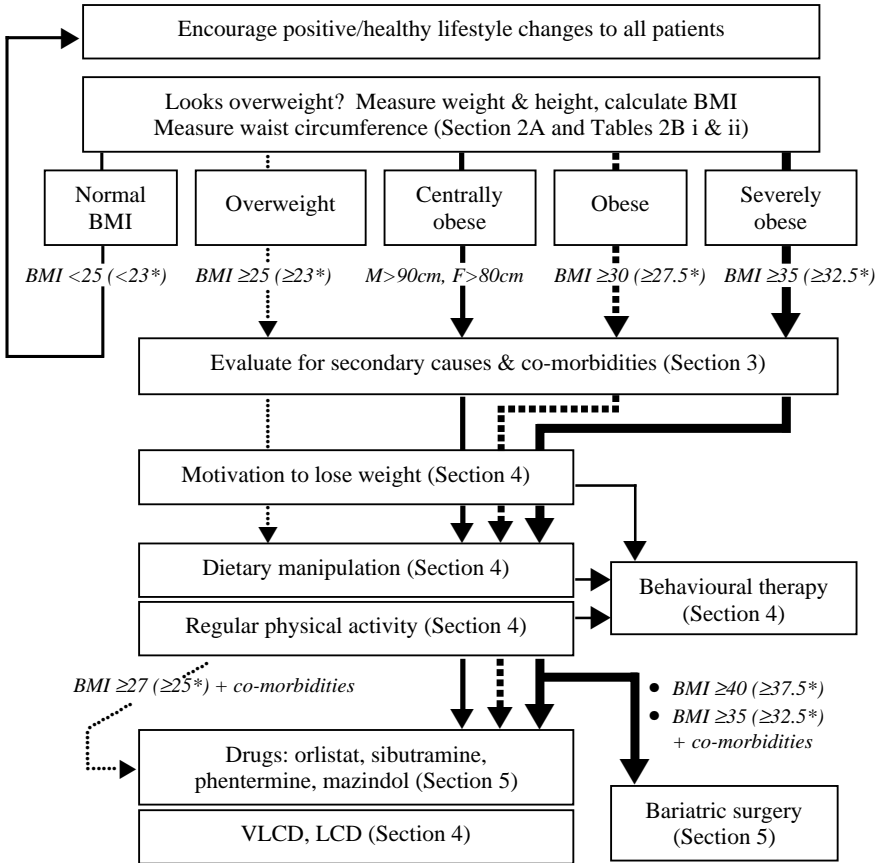 Encourage positive/healthy lifestyle changes to all patients
Looks overweight? Measure weight & height, calculate BMI
Measure waist circumference (Section 2A and Tables 2B i & ii)
Normal
BMI
Overweight
Centrally
obese
Obese
Severely
obese
BMI <25 (<23*)
BMI ≥25 (≥23*)
M>90cm, F>80cm
BMI ≥30 (≥27.5*)
BMI ≥35 (≥32.5*)
Evaluate for secondary causes & co-morbidities (Section 3)
Motivation to lose weight (Section 4)
Dietary manipulation (Section 4)
Behavioural therapy
(Section 4)
Regular physical activity (Section 4)
BMI ≥27 (≥25*) + co-morbidities
• BMI ≥40 (≥37.5*)
• BMI ≥35 (≥32.5*)
+ co-morbidities
Drugs: orlistat, sibutramine,
phentermine, mazindol (Section 5)
Bariatric surgery
(Section 5)
VLCD, LCD (Section 4)